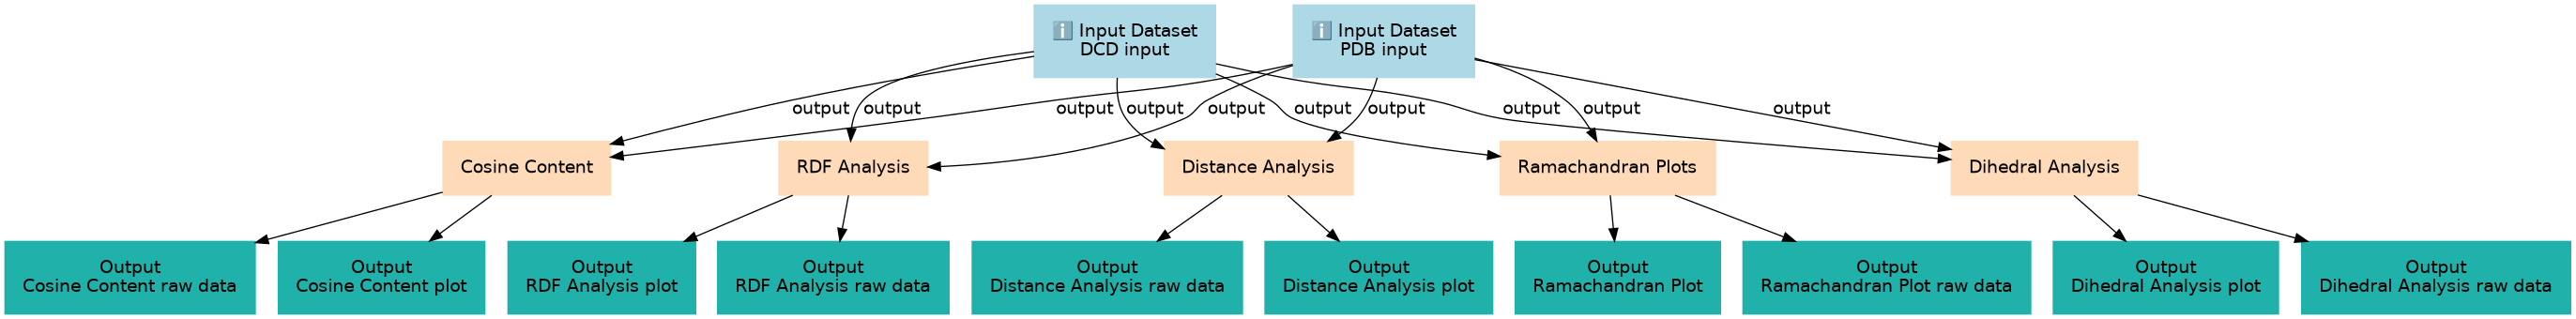 ℹ️ Input Dataset
DCD input
ℹ️ Input Dataset
PDB input
output
output
output
output
output
output
output
output
output
output
Cosine Content
RDF Analysis
Distance Analysis
Ramachandran Plots
Dihedral Analysis
Output
Cosine Content raw data
Output
Cosine Content plot
Output
RDF Analysis plot
Output
RDF Analysis raw data
Output
Distance Analysis raw data
Output
Distance Analysis plot
Output
Ramachandran Plot
Output
Ramachandran Plot raw data
Output
Dihedral Analysis plot
Output
Dihedral Analysis raw data